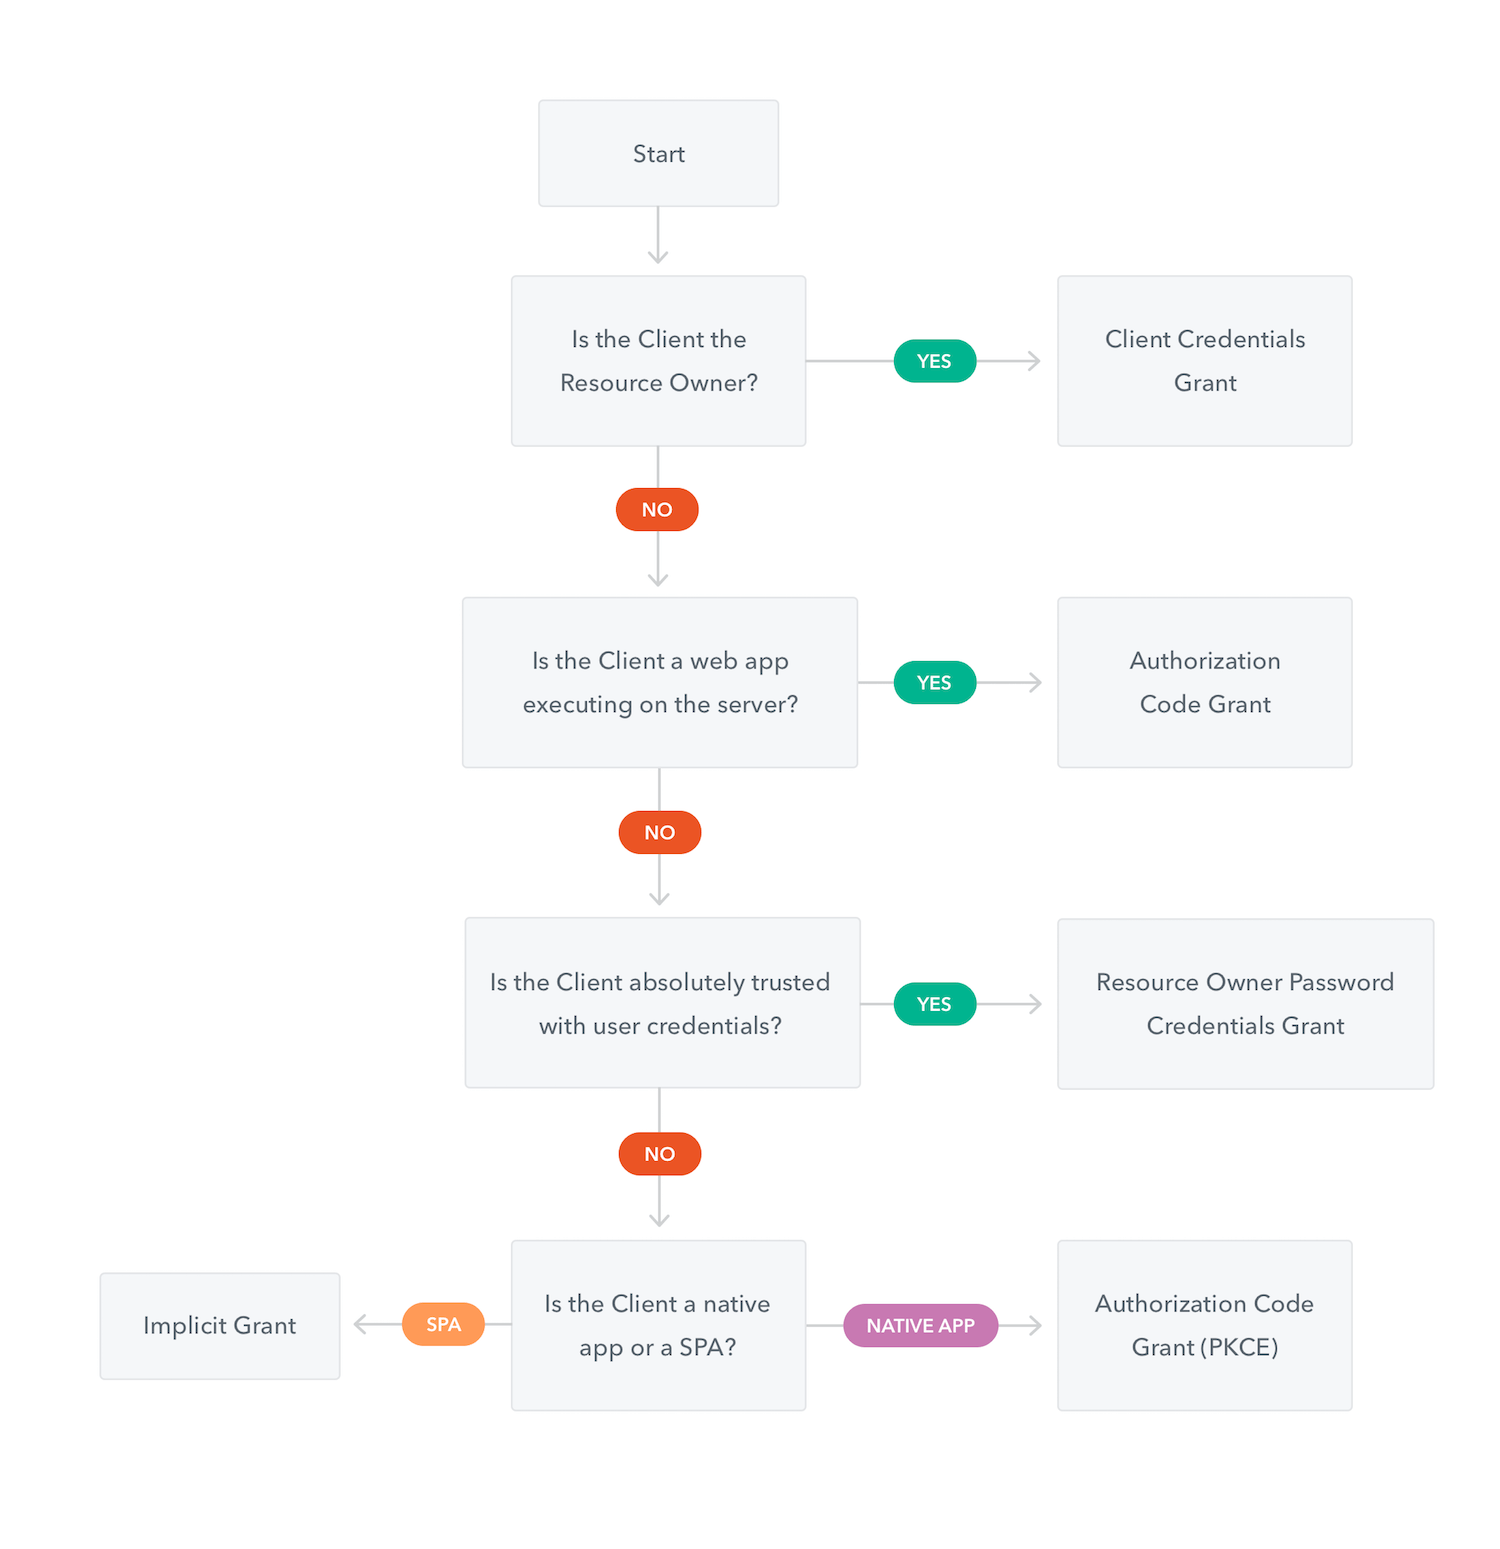 Start
Is the Client the
Resource Owner?
YES
Client Credentials
Grant
NO
Is the Client a web app
executing on the server?
YES
Authorization
Code Grant
NO
Is the Client absolutely trusted
with user credentials?
YES
Resource Owner Password
Credentials Grant
NO
Implicit Grant
SPA
Is the Client a native
app or a SPA?
NATIVE APP
Authorization Code
Grant (PKCE)